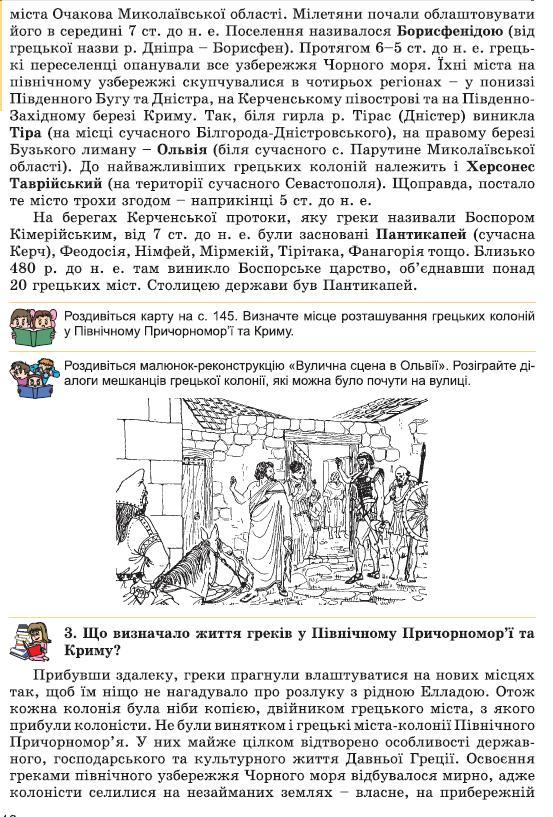 міста Очакова Миколаївської області. Мілетяни почали облаштовувати
його в середині 7 ст. до н. е. Поселення називалося Борисфенідою (від
грецької назви р. Дніпра – Борисфен). Протягом 6–5 ст. до н. е. грець-
кі переселенці опанували все узбережжя Чорного моря. Їхні міста на
північному узбережжі скупчувалися в чотирьох регіонах – у пониззі
Південного Бугу та Дністра, на Керченському півострові та на Південно-
Західному березі Криму. Так, біля гирла р. Тірас (Дністер) виникла
Тіра (на місці сучасного Білгорода-Дністровського), на правому березі
Бузького лиману – Ольвія (біля сучасного с. Парутине Миколаївської
області). До найважливіших грецьких колоній належить і Херсонес
Таврійський (на території сучасного Севастополя). Щоправда, постало
те місто трохи згодом – наприкінці 5 ст. до н. е.
На берегах Керченської протоки, яку греки називали Боспором
Кімерійським, від 7 ст. до н. е. були засновані Пантикапей (сучасна
Керч), Феодосія, Німфей, Мірмекій, Тірітака, Фанагорія тощо. Близько
480 р. до н. е. там виникло Боспорське царство, об’єднавши понад
20 грецьких міст. Столицею держави був Пантикапей.
Роздивіться карту на с. 145. Визначте місце розташування грецьких колоній
у Північному Причорномор’ї та Криму.
Роздивіться малюнок-реконструкцію «Вулична сцена в Ольвії». Розіграйте ді-
алоги мешканців грецької колонії, які можна було почути на вулиці.
3. Що визначало життя греків у Північному Причорномор’ї та
Криму?
Прибувши здалеку, греки прагнули влаштуватися на нових місцях
так, щоб їм ніщо не нагадувало про розлуку з рідною Елладою. Отож
кожна колонія була ніби копією, двійником грецького міста, з якого
прибули колоністи. Не були винятком і грецькі міста-колонії Північного
Причорномор’я. У них майже цілком відтворено особливості держав-
ного, господарського та культурного життя Давньої Греції. Освоєння
греками північного узбережжя Чорного моря відбувалося мирно, адже
колоністи селилися на незайманих землях – власне, на прибережній